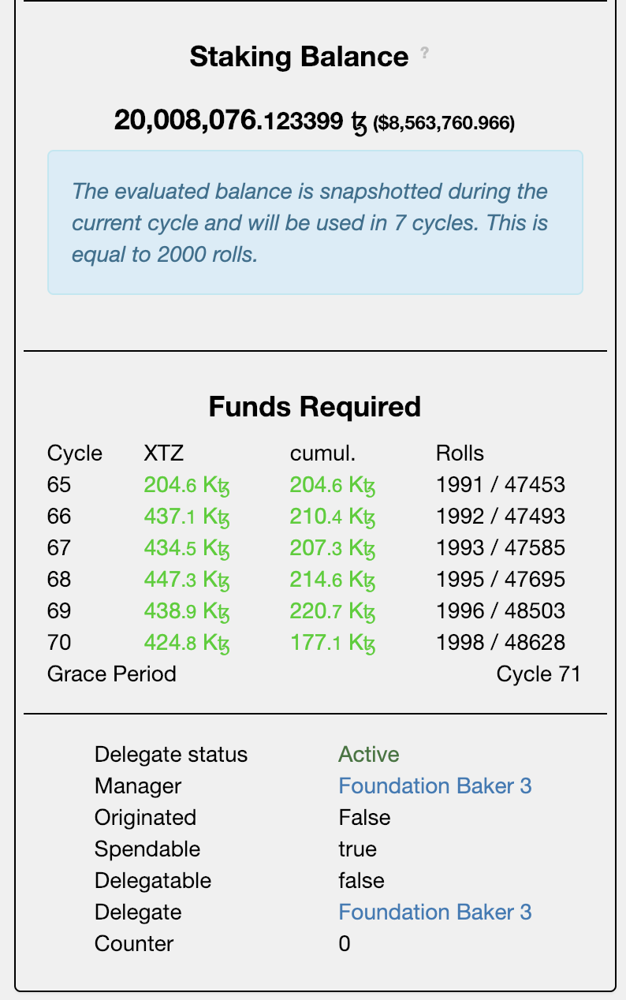 Staking Balance ?
20,008,076.123399 ꜩ ($8,563,760.966)
The evaluated balance is snapshotted during the
current cycle and will be used in 7 cycles. This is
equal to 2000 rolls.
Funds Required
Cycle XTZ cumul. Rolls
65 204.6 Kꜩ 204.6 Kꜩ 1991 / 47453
66 437.1 Kꜩ 210.4 Kꜩ 1992 / 47493
67 434.5 Kꜩ 207.3 Kꜩ 1993 / 47585
68 447.3 Kꜩ 214.6 Kꜩ 1995 / 47695
69 438.9 Kꜩ 220.7 Kꜩ 1996 / 48503
70 424.8 Kꜩ 177.1 Kꜩ 1998 / 48628
Grace Period Cycle 71
Delegate status Active
Manager Foundation Baker 3
Originated False
Spendable true
Delegatable false
Delegate Foundation Baker 3
Counter 0